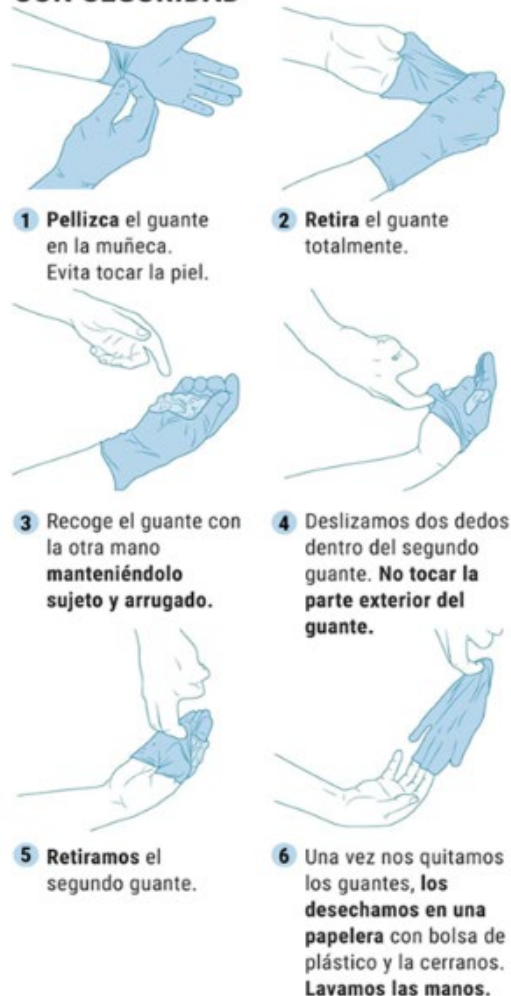 CON SEGURIDAD
1 Pellizca el guante
en la muñeca.
Evita tocar la piel.
2 Retira el guante
totalmente.
3 Recoge el guante con
la otra mano
manteniéndolo
sujeto y arrugado.
4 Deslizamos dos dedos
dentro del segundo
guante. No tocar la
parte exterior del
guante.
5 Retiramos el
segundo guante.
6 Una vez nos quitamos
los guantes, los
desechamos en una
papelera con bolsa de
plástico y la cerranos.
Lavamos las manos.